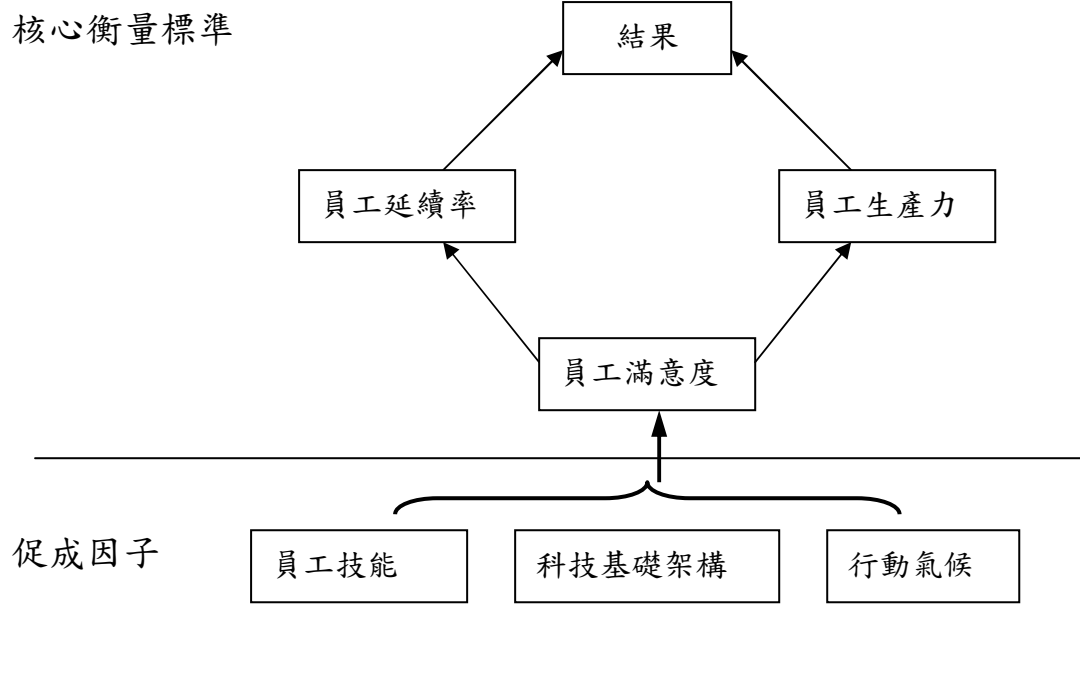 核心衡量標準
結果
員工延續率
員工生產力
員工滿意度
促成因子
員工技能
科技基礎架構
行動氣候